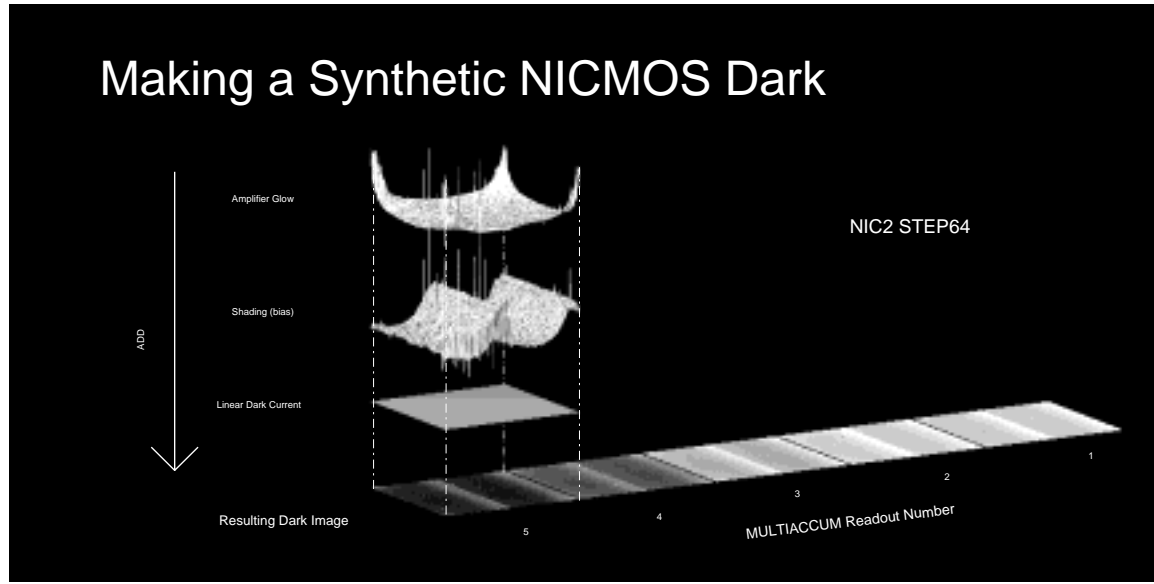 Making a Synthetic NICMOS Dark
Amplifier Glow
NIC2 STEP64
Shading (bias)
ADD
Linear Dark Current
1
2
3
4
5
MULTIACCUM Readout Number
Resulting Dark Image